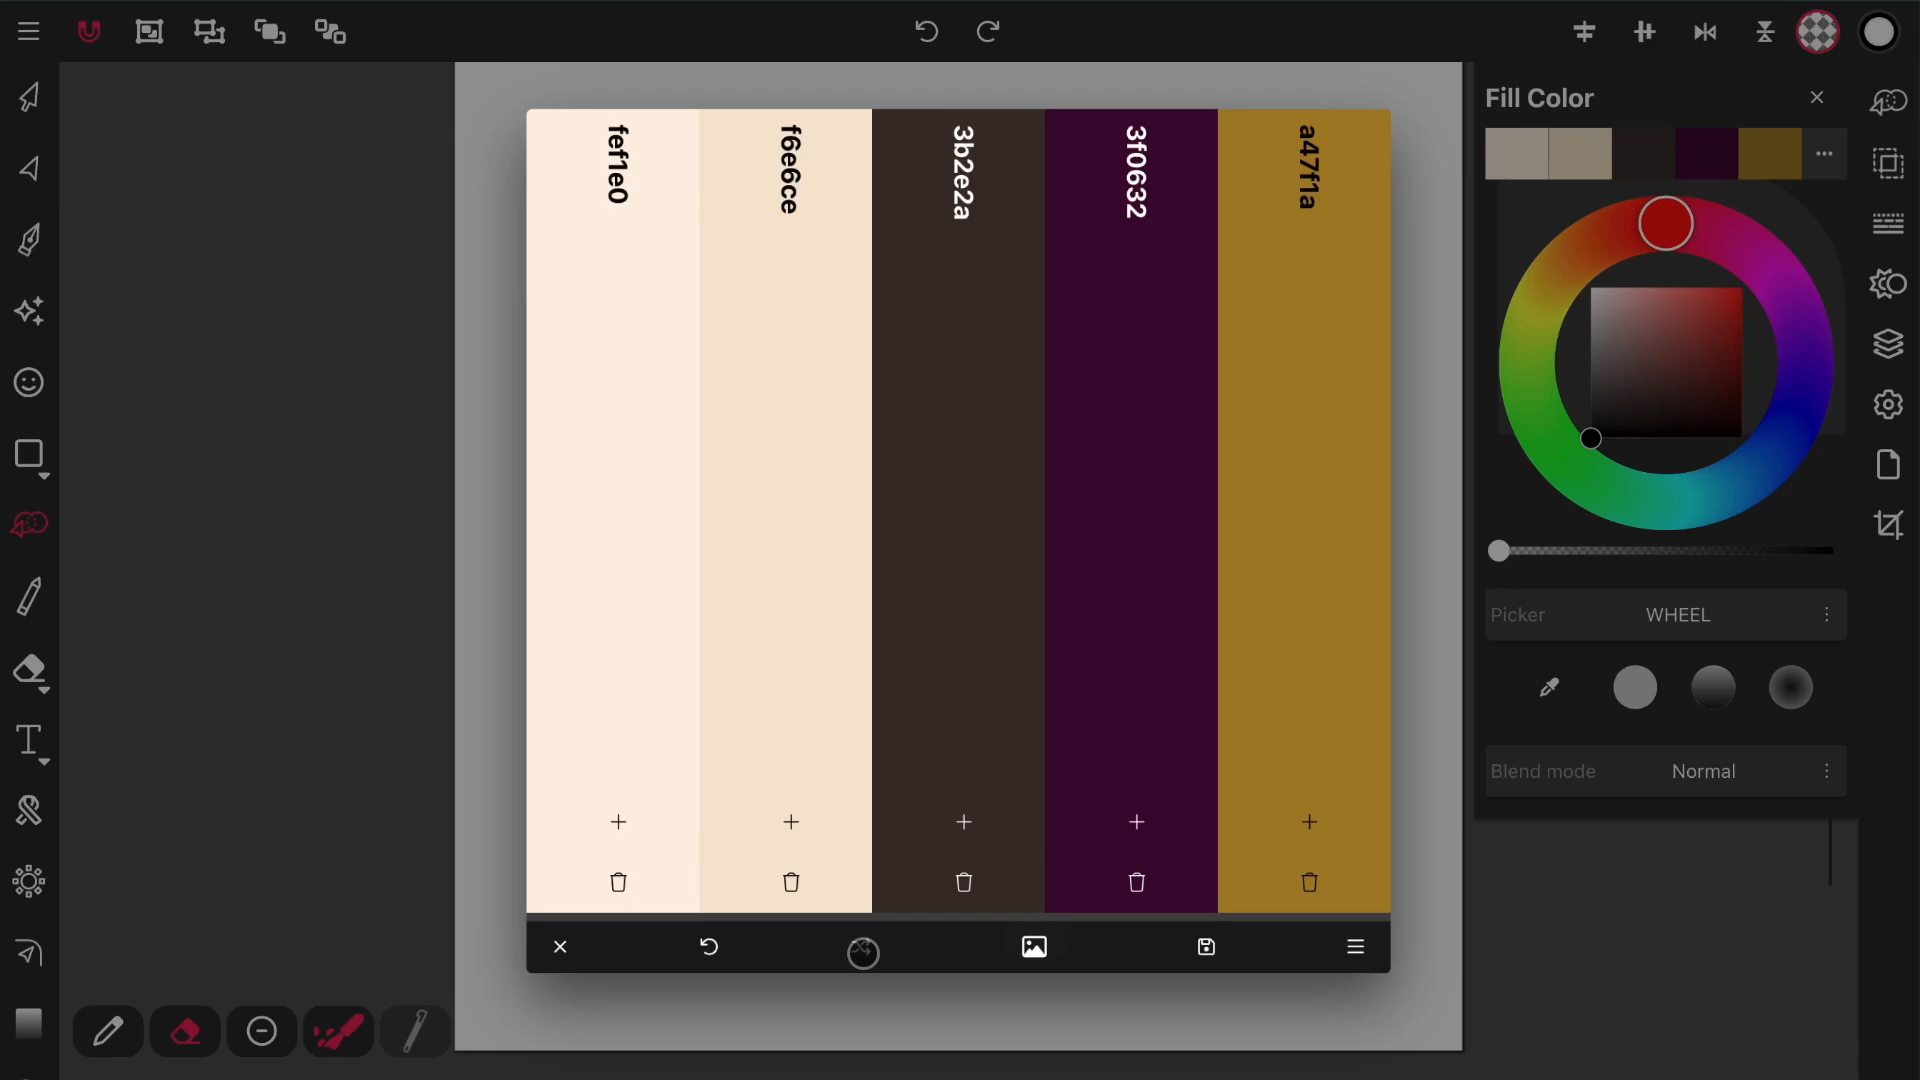 Fill Color
fef1e0
f6e6ce
3b2e2a
3f0632
a47f1a
Picker
WHEEL
Blend mode
Normal